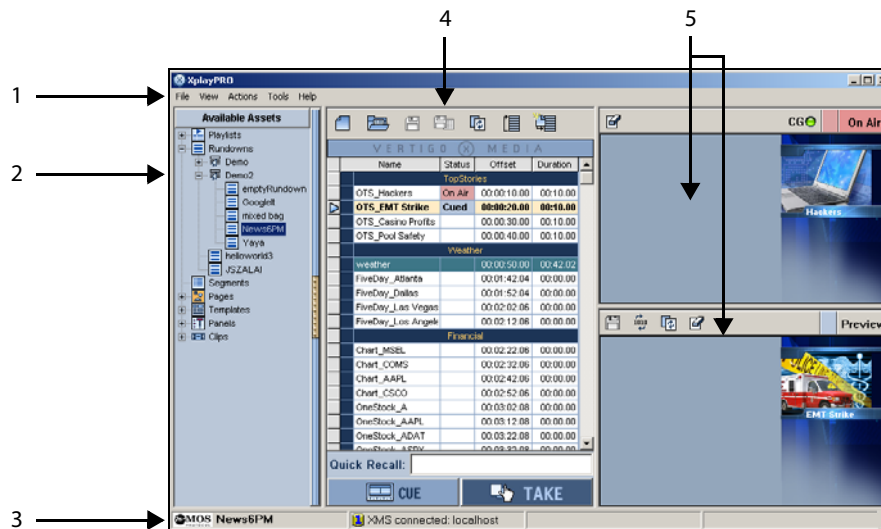 4
5
1
2
3
XplayPRO
File View Actions Tools Help
Available Assets
Playlists
Rundowns
Demo
Demo2
emptyRundown
GoogleIt
mixed bag
News6PM
Yaya
helloworld3
JSZALAI
Segments
Pages
Templates
Panels
Clips
VERTIGO X MEDIA
Name Status Offset Duration
TopStories
OTS_Hackers On Air 00:00:10.00 00:10.00
OTS_EMT Strike Cued 00:00:20.00 00:10.00
OTS_Casino Profits 00:00:30.00 00:10.00
OTS_Pool Safety 00:00:40.00 00:10.00
Weather
weather 00:00:50.00 00:42.02
FiveDay_Atlanta 00:01:42.04 00:00.00
FiveDay_Dallas 00:01:52.04 00:00.00
FiveDay_Las Vegas 00:02:02.06 00:00.00
FiveDay_Los Angele 00:02:12.06 00:00.00
Financial
Chart_MSEL 00:02:22.06 00:00.00
Chart_COMS 00:02:32.06 00:00.00
Chart_AAPL 00:02:42.06 00:00.00
Chart_CSCO 00:02:52.06 00:00.00
OneStock_A 00:03:02.08 00:00.00
OneStock_AAPL 00:03:12.08 00:00.00
OneStock_ADAT 00:03:22.08 00:00.00
Quick Recall:
CUE
TAKE
CG On Air
Hackers
Preview
EMT Strike
MOS News6PM
XMS connected: localhost